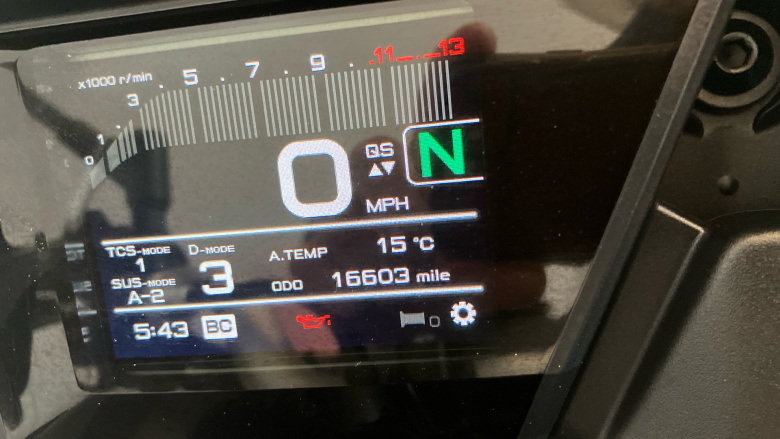 x1000 r/min
0 1 3 5 7 9 11 13
QS N
0
MPH
TCS-MODE D-MODE
1 3
A.TEMP 15 °C
SUS-MODE
A-2
ODO 16603 mile
5:43 BC
0